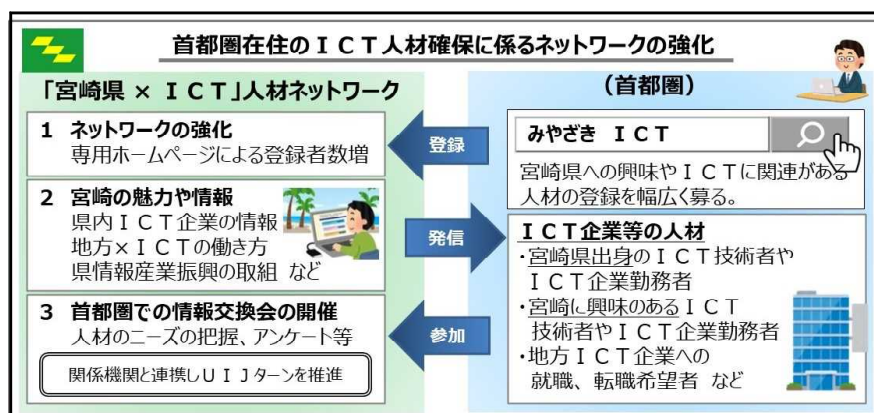 首都圏在住のＩＣＴ人材確保に係るネットワークの強化
「宮崎県 × ＩＣＴ」人材ネットワーク
1 ネットワークの強化
専用ホームページによる登録者数増
2 宮崎の魅力や情報
県内ＩＣＴ企業の情報
地方×ＩＣＴの働き方
県情報産業振興の取組 など
3 首都圏での情報交換会の開催
人材のニーズの把握、アンケート等
関係機関と連携しＵＩＪターンを推進
登録
発信
参加
（首都圏）
みやざき ＩＣＴ
宮崎県への興味やＩＣＴに関連がある
人材の登録を幅広く募る。
ＩＣＴ企業等の人材
・宮崎県出身のＩＣＴ技術者や
ＩＣＴ企業勤務者
・宮崎に興味のあるＩＣＴ
技術者やＩＣＴ企業勤務者
・地方ＩＣＴ企業への
就職、転職希望者 など